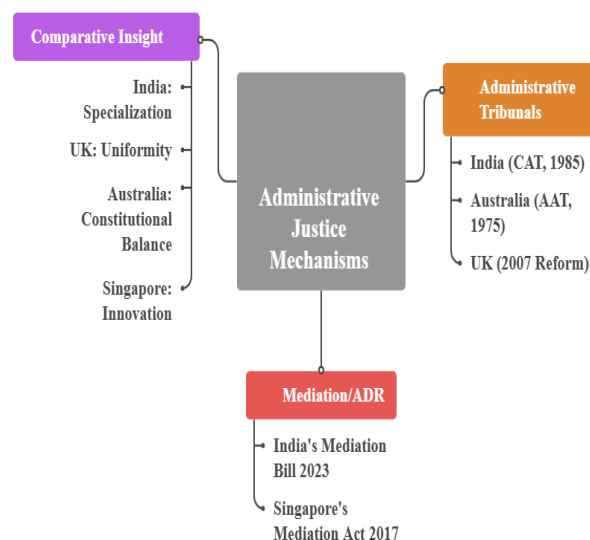 Comparative Insight
India:
Specialization
UK: Uniformity
Australia:
Constitutional
Balance
Singapore:
Innovation
Administrative
Justice
Mechanisms
Administrative
Tribunals
India (CAT, 1985)
Australia (AAT,
1975)
UK (2007 Reform)
Mediation/ADR
India's Mediation
Bill 2023
Singapore's
Mediation Act 2017